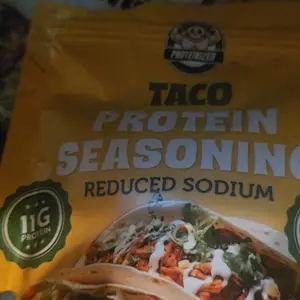 TACO
PROTEIN
SEASONING
REDUCED SODIUM
11G
PROTEIN